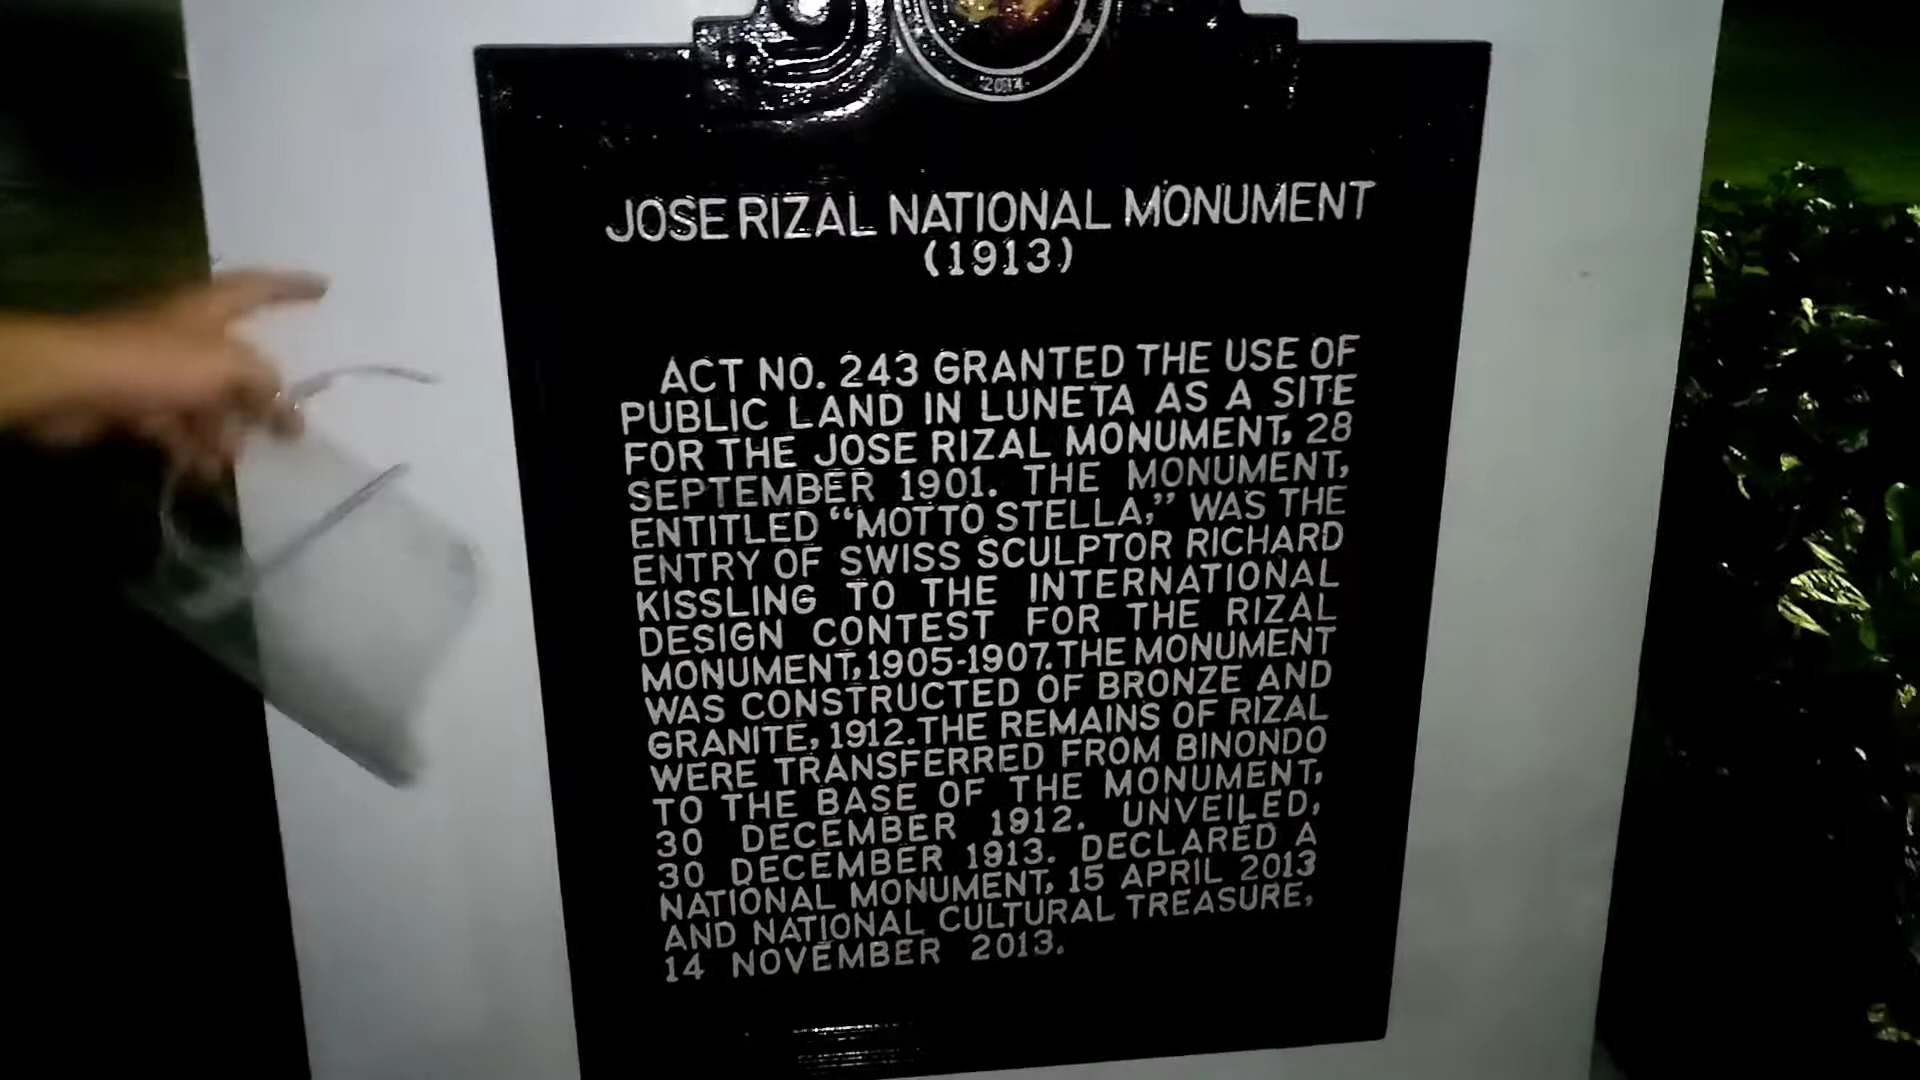 2014
JOSE RIZAL NATIONAL MONUMENT
(1913)
ACT NO. 243 GRANTED THE USE OF
PUBLIC LAND IN LUNETA AS A SITE
FOR THE JOSE RIZAL MONUMENT, 28
SEPTEMBER 1901. THE MONUMENT,
ENTITLED “MOTTO STELLA,” WAS THE
ENTRY OF SWISS SCULPTOR RICHARD
KISSLING TO THE INTERNATIONAL
DESIGN CONTEST FOR THE RIZAL
MONUMENT, 1905-1907. THE MONUMENT
WAS CONSTRUCTED OF BRONZE AND
GRANITE, 1912. THE REMAINS OF RIZAL
WERE TRANSFERRED FROM BINONDO
TO THE BASE OF THE MONUMENT,
30 DECEMBER 1912. UNVEILED,
30 DECEMBER 1913. DECLARED A
NATIONAL MONUMENT, 15 APRIL 2013
AND NATIONAL CULTURAL TREASURE,
14 NOVEMBER 2013.